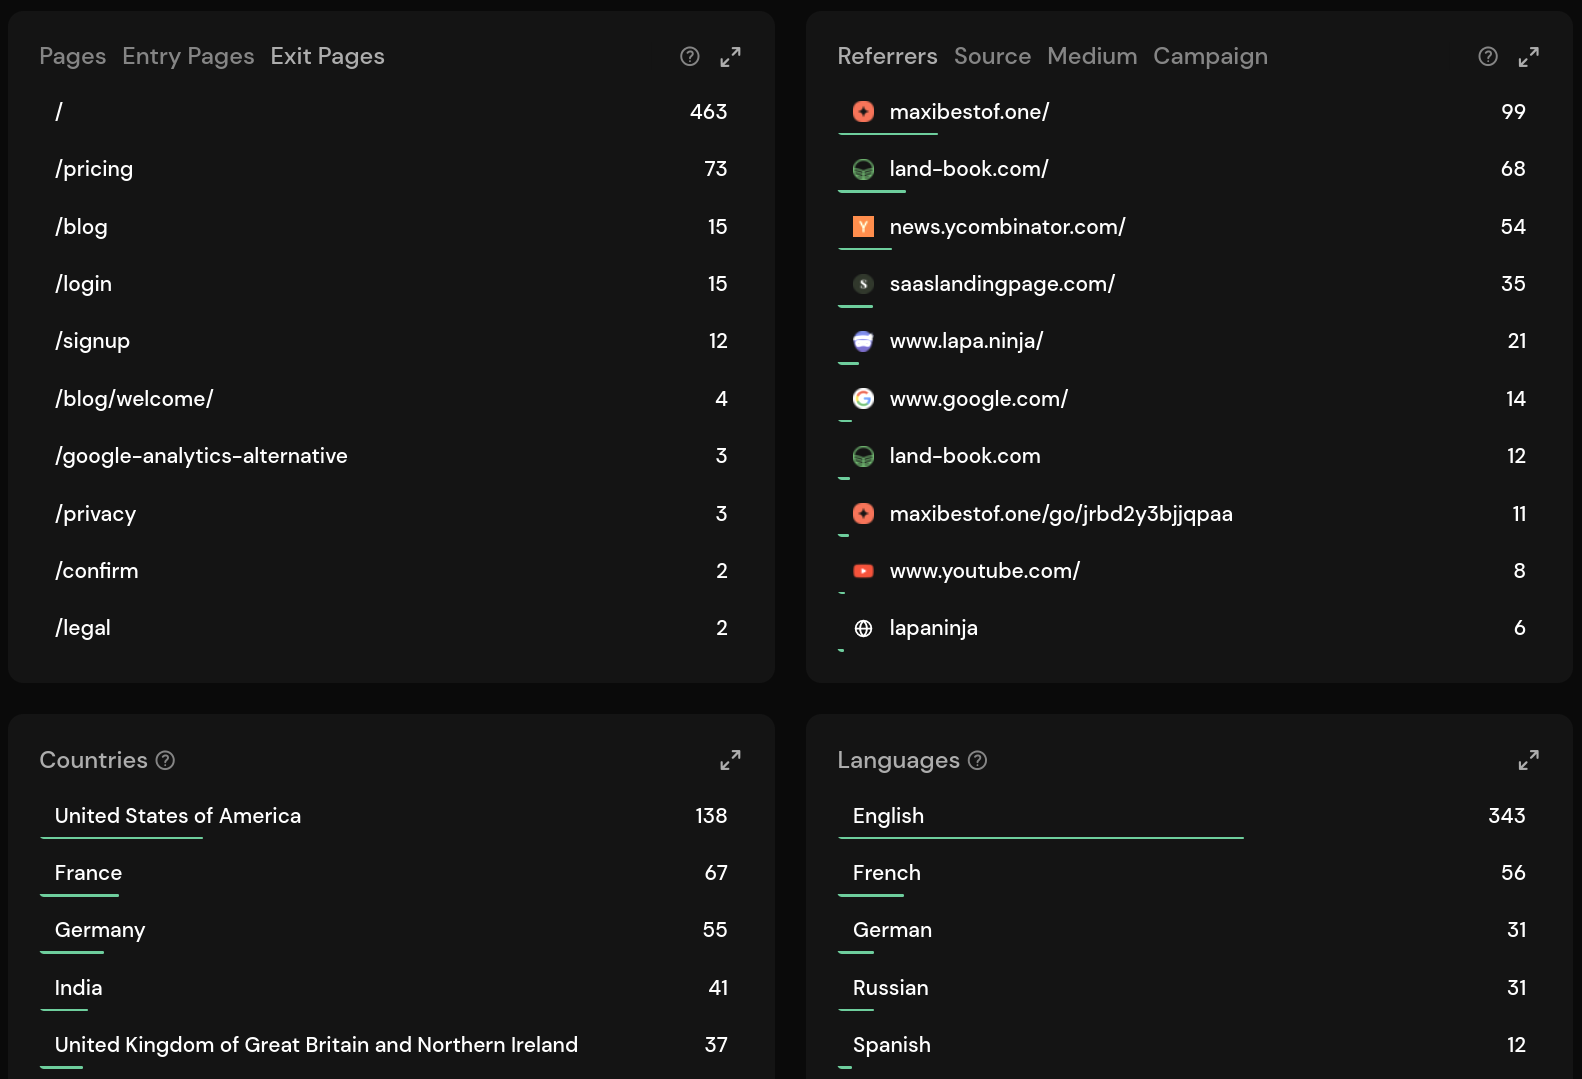 Pages Entry Pages Exit Pages
/ 463
/pricing 73
/blog 15
/login 15
/signup 12
/blog/welcome/ 4
/google-analytics-alternative 3
/privacy 3
/confirm 2
/legal 2
Referrers Source Medium Campaign
maxibestof.one/ 99
land-book.com/ 68
news.ycombinator.com/ 54
saaslandingpage.com/ 35
www.lapa.ninja/ 21
www.google.com/ 14
land-book.com 12
maxibestof.one/go/jrbd2y3bjjqpaa 11
www.youtube.com/ 8
lapaninja 6
Countries
United States of America 138
France 67
Germany 55
India 41
United Kingdom of Great Britain and Northern Ireland 37
Languages
English 343
French 56
German 31
Russian 31
Spanish 12